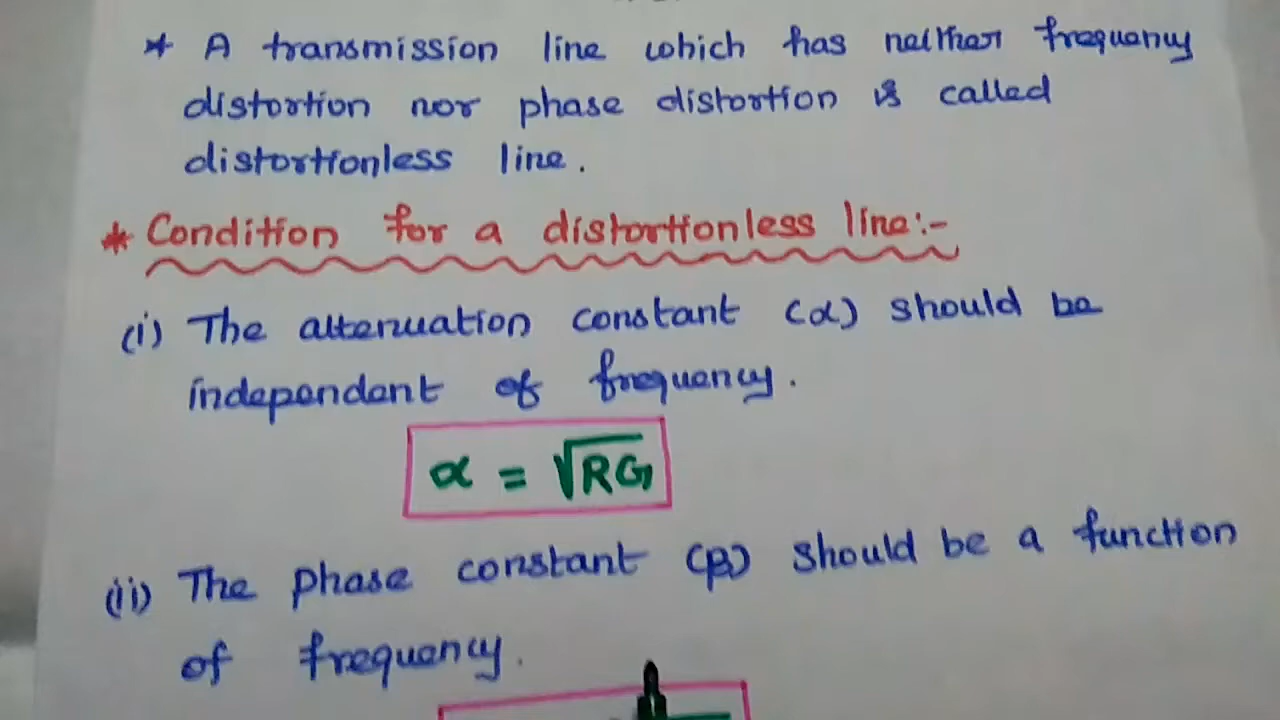 * A transmission line which has neither frequency
distortion nor phase distortion is called
distortionless line.
* Condition for a distortionless line:-
(i) The attenuation constant (α) should be
independent of frequency.
α = √RG
(ii) The phase constant (β) should be a function
of frequency.